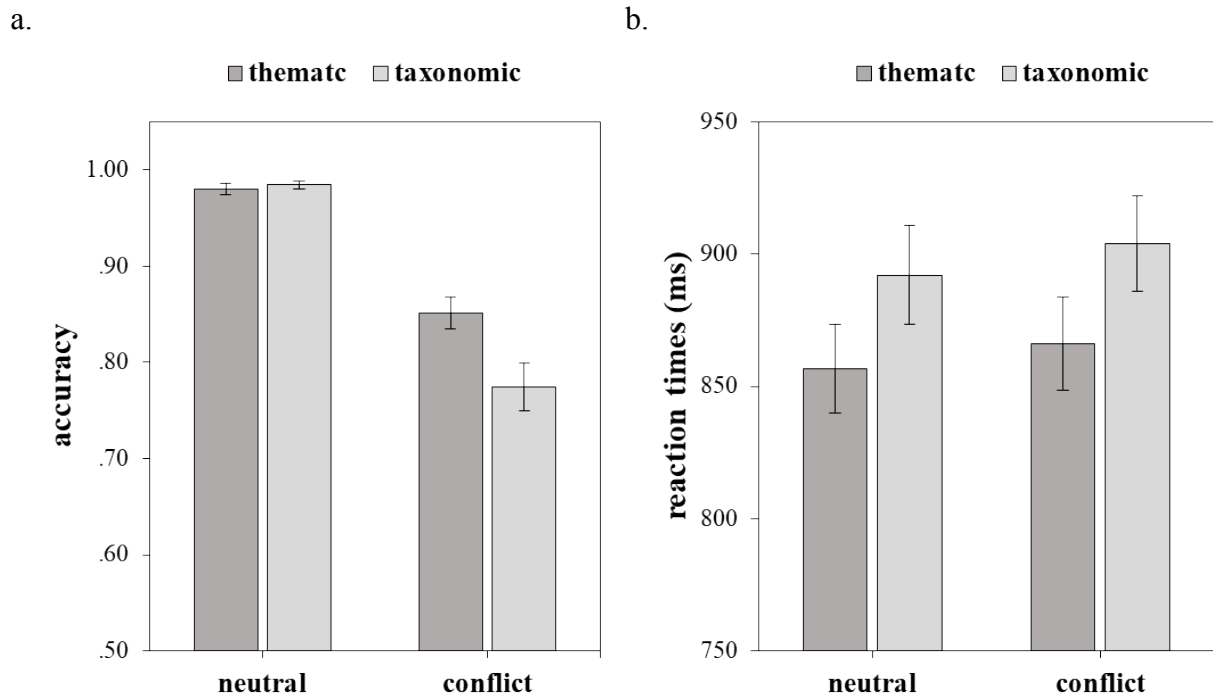 a.
thematc taxonomic
1.00
.90
.80
.70
.60
.50
accuracy
neutral conflict
b.
thematc taxonomic
950
900
850
800
750
reaction times (ms)
neutral conflict